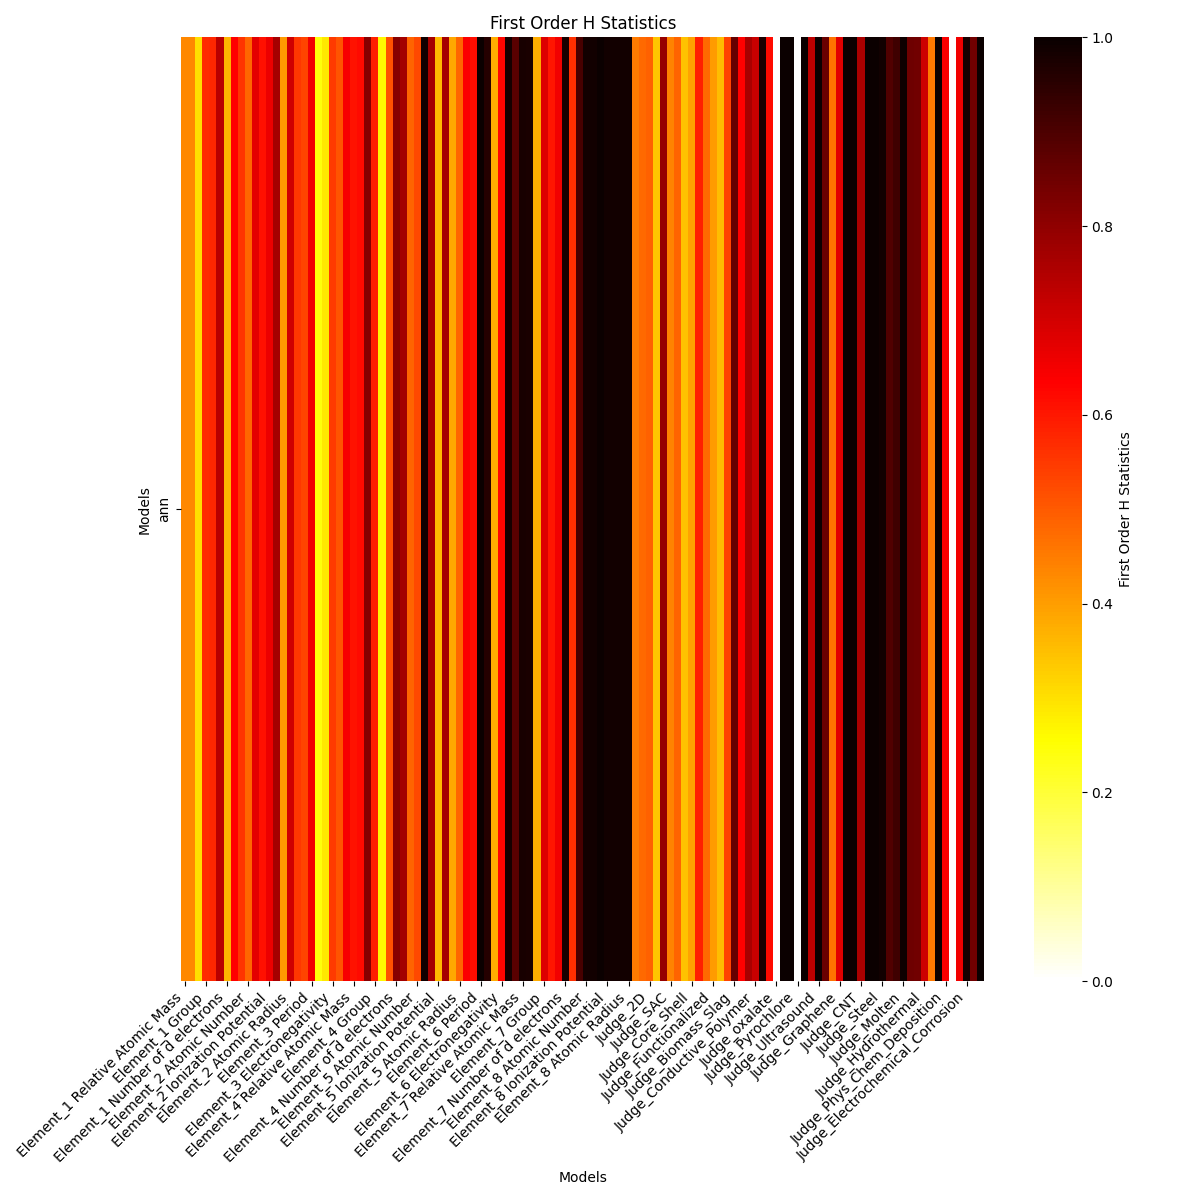 First Order H Statistics
Models
ann
Element_1 Relative Atomic Mass
Element_1 Group
Element_1 Number of d electrons
Element_2 Atomic Number
Element_2 Ionization Potential
Element_2 Atomic Radius
Element_3 Period
Element_3 Electronegativity
Element_4 Relative Atomic Mass
Element_4 Group
Element_4 Number of d electrons
Element_5 Atomic Number
Element_5 Ionization Potential
Element_5 Atomic Radius
Element_6 Period
Element_6 Electronegativity
Element_7 Relative Atomic Mass
Element_7 Group
Element_7 Number of d electrons
Element_8 Atomic Number
Element_8 Ionization Potential
Element_8 Atomic Radius
Judge_2D
Judge_SAC
Judge_Core_Shell
Judge_Functionalized
Judge_Biomass_Slag
Judge_Conductive_Polymer
Judge_oxalate
Judge_Pyrochlore
Judge_Ultrasound
Judge_Graphene
Judge_CNT
Judge_Steel
Judge_Molten
Judge_Hydrothermal
Judge_Phys_Chem_Deposition
Judge_Electrochemical_Corrosion
Models
1.0
0.8
0.6
0.4
0.2
0.0
First Order H Statistics